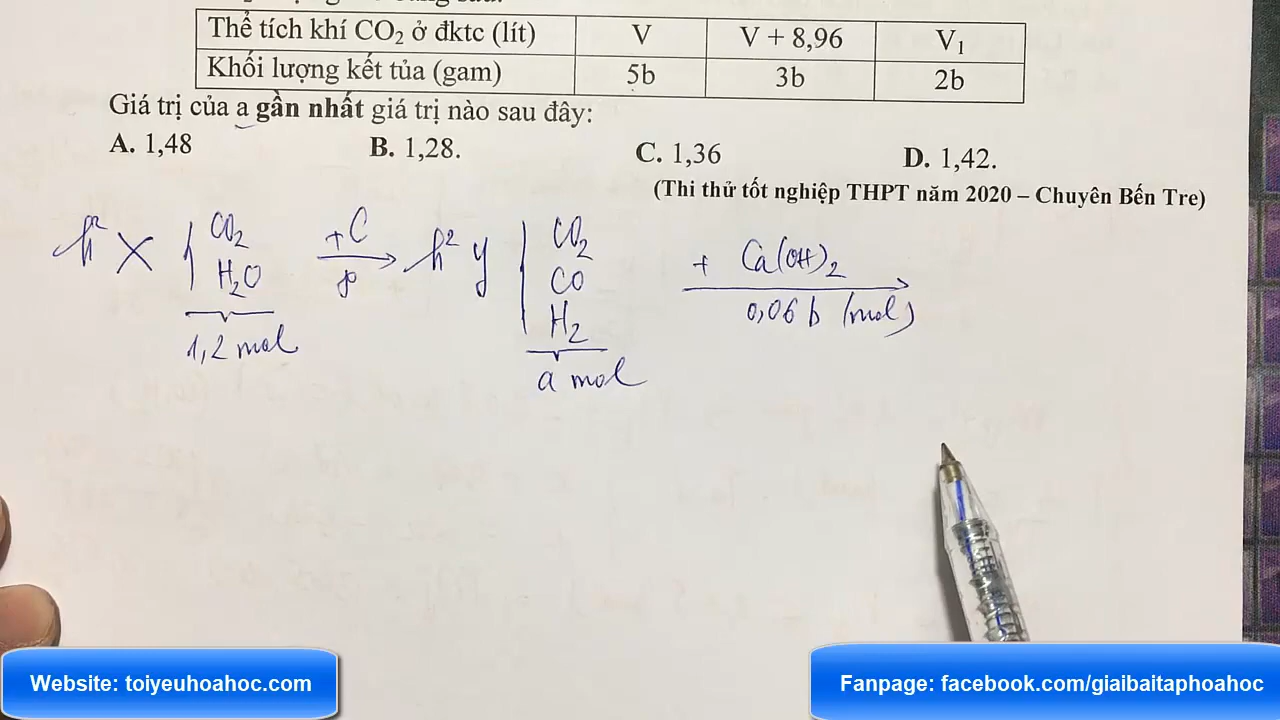 Thể tích khí CO₂ ở đktc (lít) V V + 8,96 V₁
Khối lượng kết tủa (gam) 5b 3b 2b
Giá trị của a gần nhất giá trị nào sau đây:
A. 1,48 B. 1,28. C. 1,36 D. 1,42.
(Thi thử tốt nghiệp THPT năm 2020 – Chuyên Bến Tre)
h² X CO₂ +C h² y CO₂ + Ca(OH)₂
H₂O t° CO 0,06 b (mol)
H₂
1,2 mol
a mol
Website: toiyeuhoahoc.com
Fanpage: facebook.com/giaibaitaphoahoc